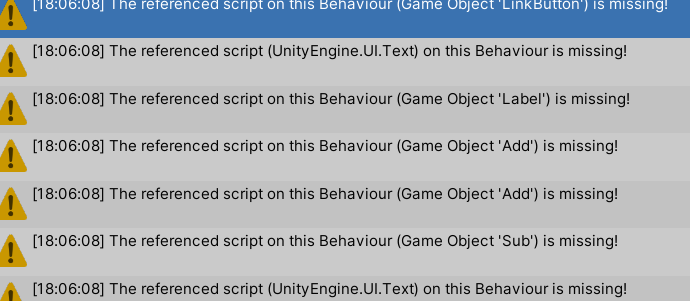 [18:06:08] The referenced script on this Behaviour (Game Object 'LinkButton') is missing!
[18:06:08] The referenced script (UnityEngine.UI.Text) on this Behaviour is missing!
[18:06:08] The referenced script on this Behaviour (Game Object 'Label') is missing!
[18:06:08] The referenced script on this Behaviour (Game Object 'Add') is missing!
[18:06:08] The referenced script on this Behaviour (Game Object 'Add') is missing!
[18:06:08] The referenced script on this Behaviour (Game Object 'Sub') is missing!
[18:06:08] The referenced script (UnityEngine.UI.Text) on this Behaviour is missing!